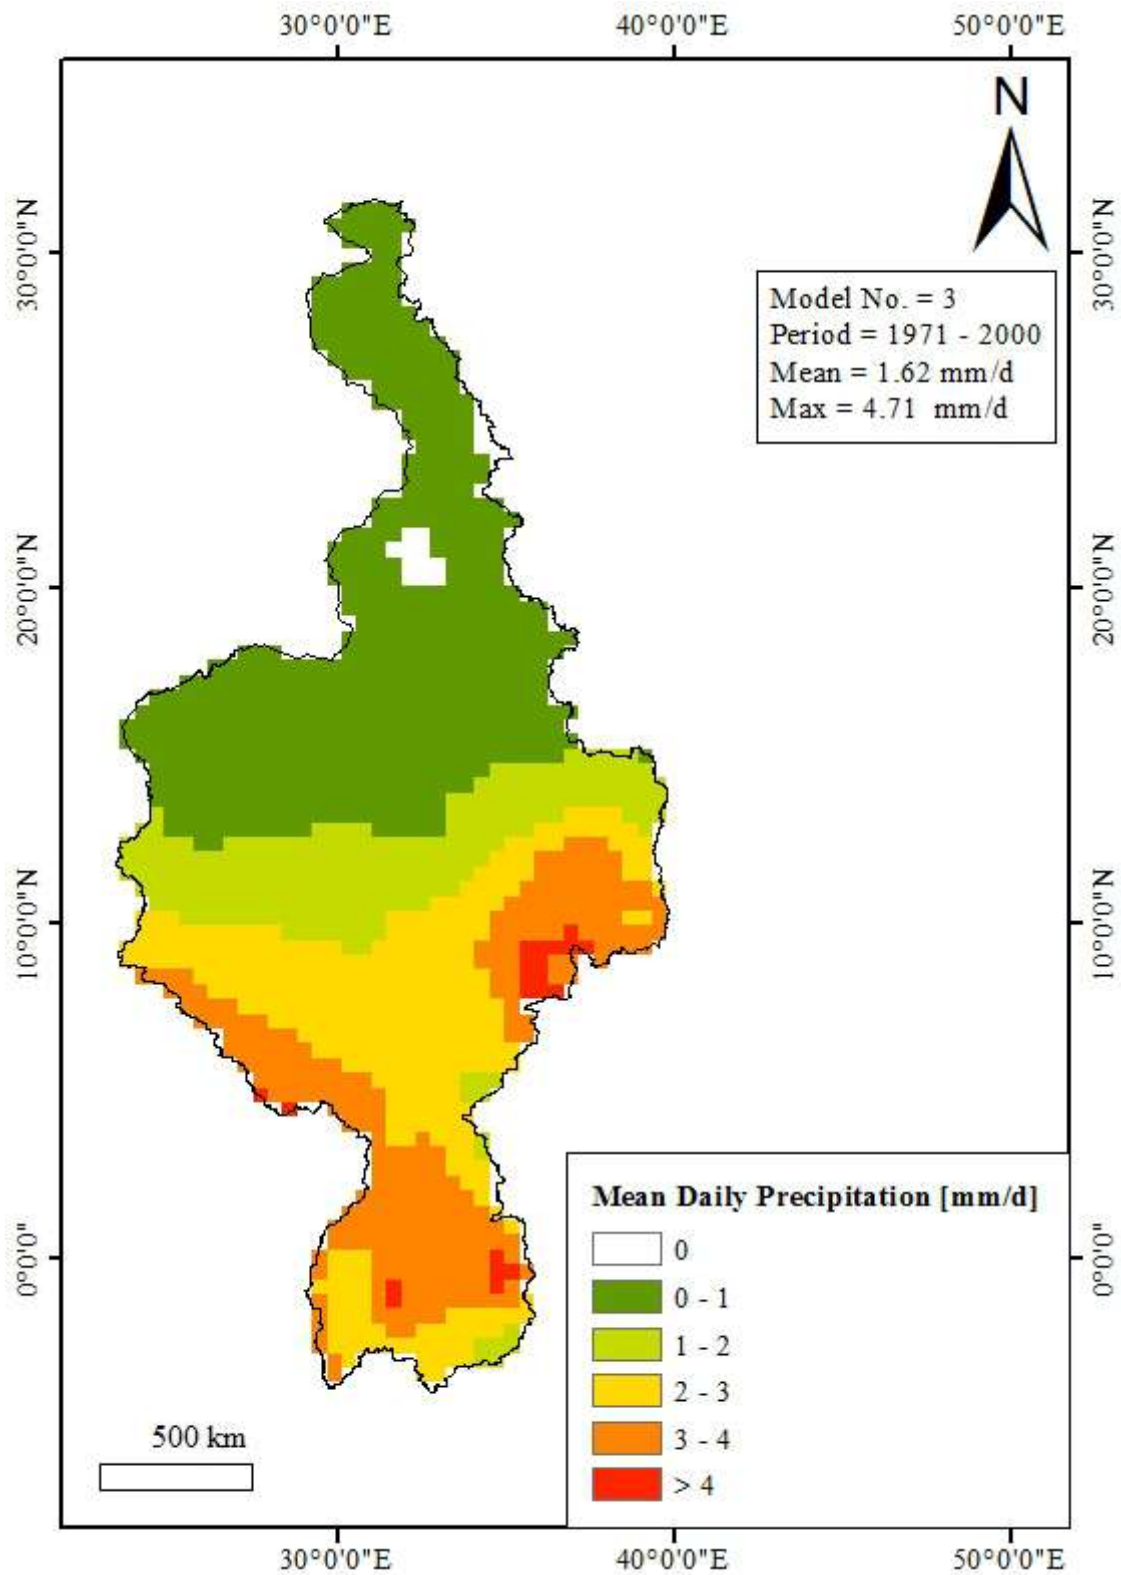 30°0'0"E 40°0'0"E 50°0'0"E
N
30°0'0"N 30°0'0"N
Model No. = 3
Period = 1971 - 2000
Mean = 1.62 mm/d
Max = 4.71 mm/d
20°0'0"N 20°0'0"N
10°0'0"N 10°0'0"N
0°0'0" 0°0'0"
Mean Daily Precipitation [mm/d]
0
0 - 1
1 - 2
2 - 3
3 - 4
> 4
500 km
30°0'0"E 40°0'0"E 50°0'0"E